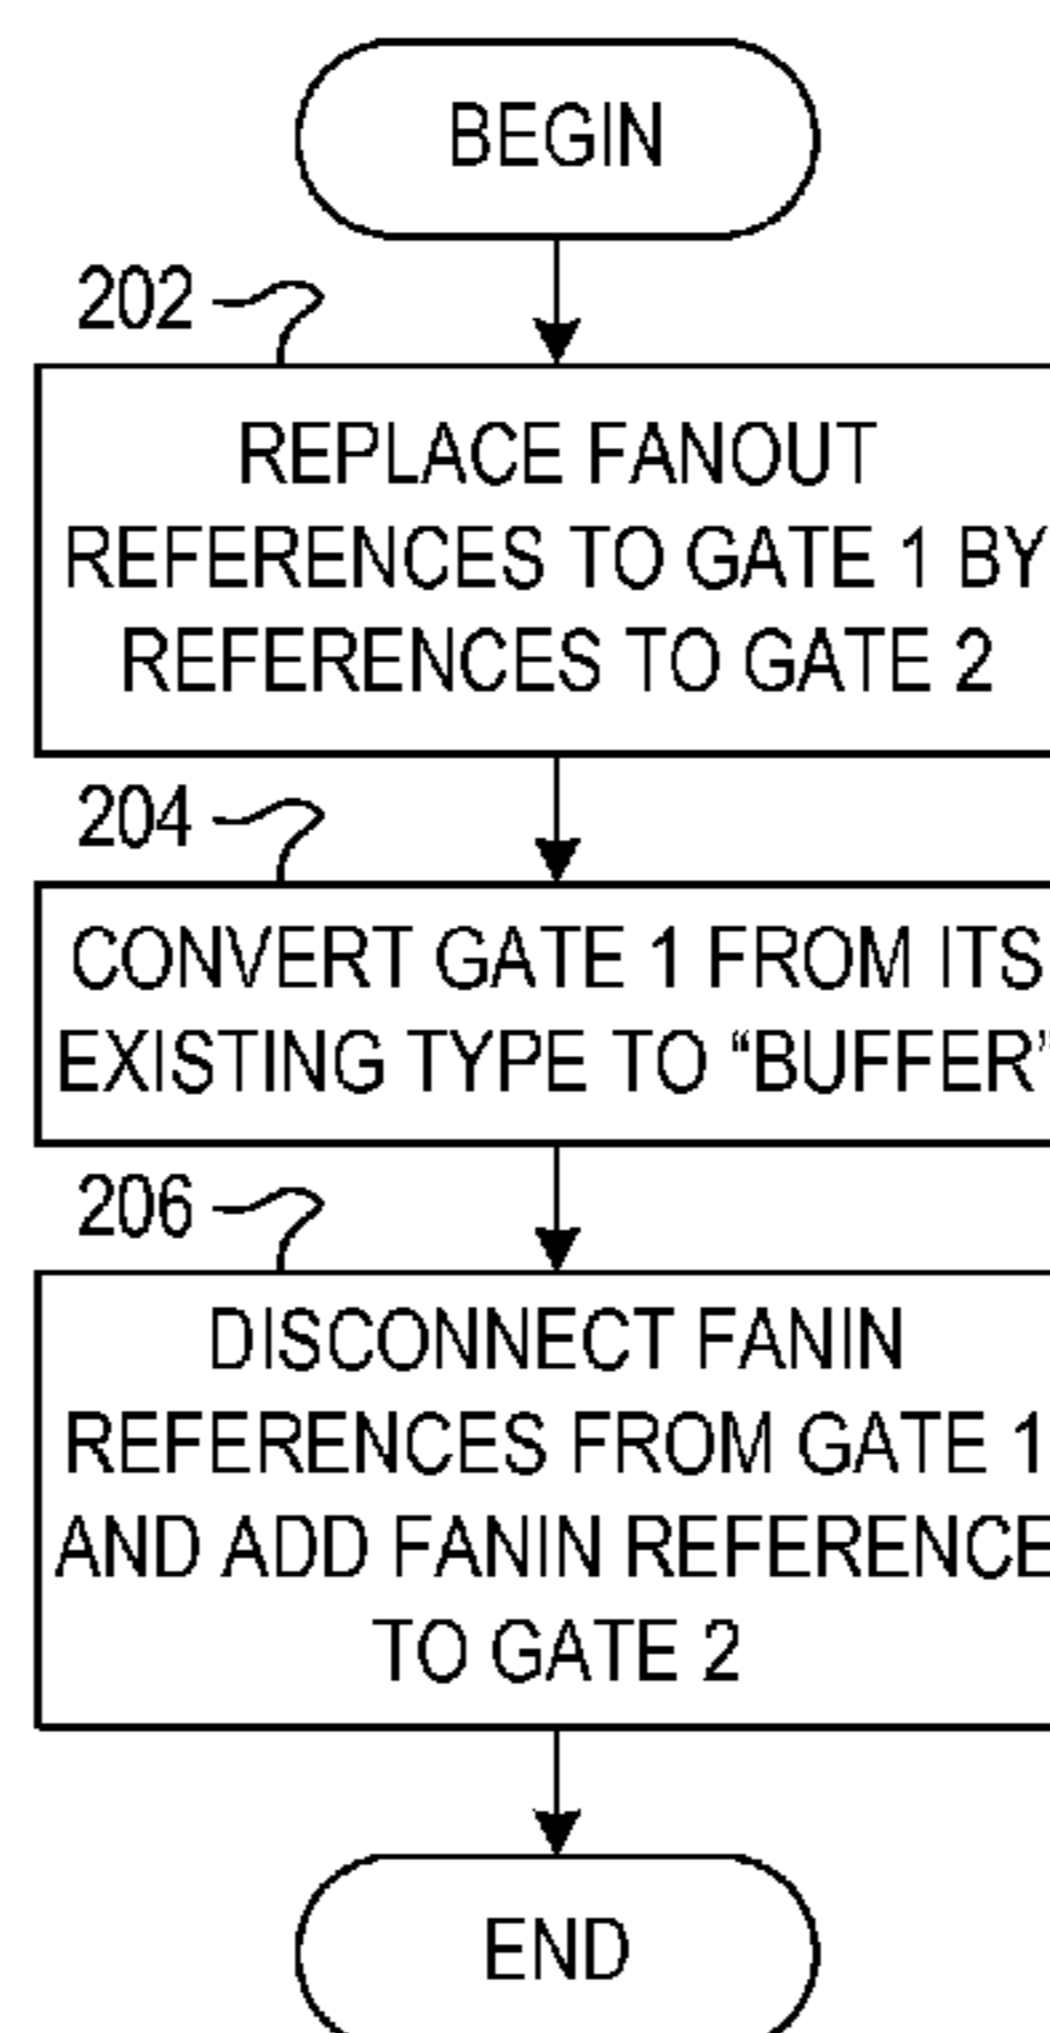 BEGIN
202
REPLACE FANOUT
REFERENCES TO GATE 1 BY
REFERENCES TO GATE 2
204
CONVERT GATE 1 FROM ITS
EXISTING TYPE TO “BUFFER”
206
DISCONNECT FANIN
REFERENCES FROM GATE 1
AND ADD FANIN REFERENCE
TO GATE 2
END